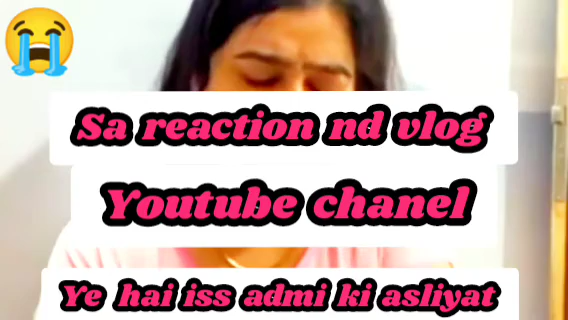 Sa reaction nd vlog
Youtube chanel
Ye hai iss admi ki asliyat